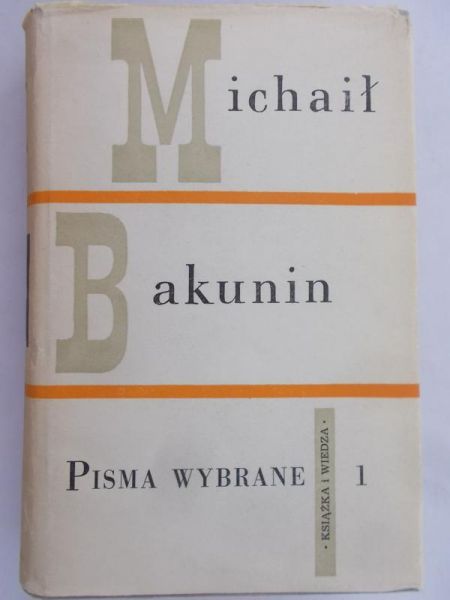 Michaił
Bakunin
PISMA WYBRANE
• KSIĄŻKA i WIEDZA •
1